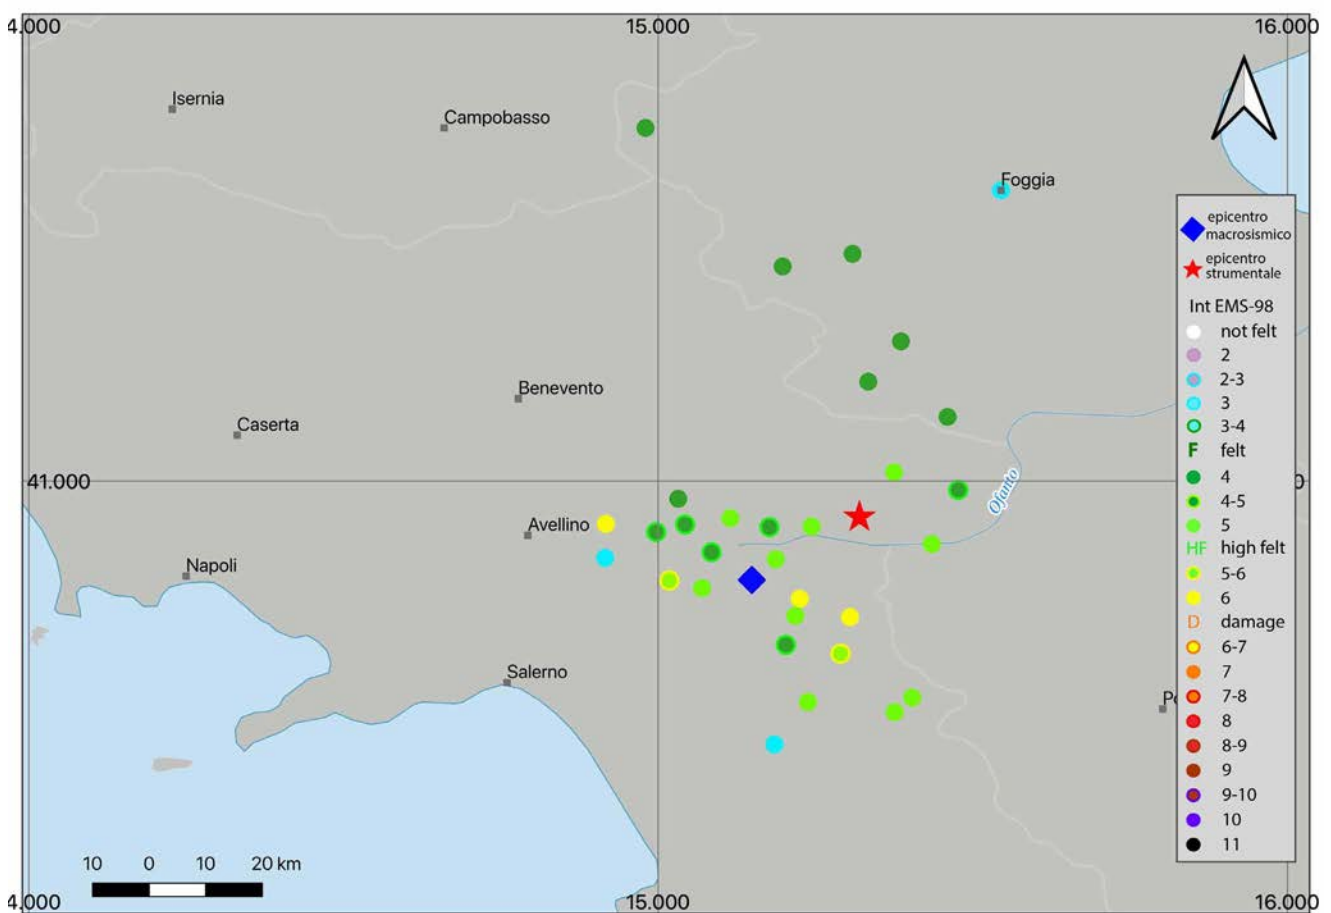 4.000
15.000
16.000
Isernia
Campobasso
Foggia
epicentro
macrosismico
epicentro
strumentale
Int EMS-98
not felt
2
2-3
3
3-4
F felt
4
4-5
5
HF high felt
5-6
6
D damage
6-7
7
7-8
8
8-9
9
9-10
10
11
Benevento
Caserta
41.000
0
Ofanto
Avellino
Napoli
Salerno
Po
10 0 10 20 km
4.000
15.000
16.000